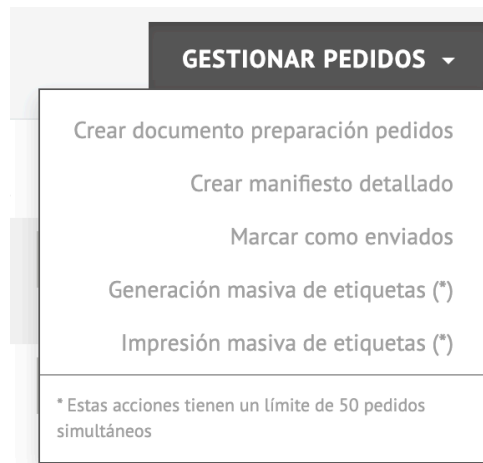 GESTIONAR PEDIDOS
Crear documento preparación pedidos
Crear manifiesto detallado
Marcar como enviados
Generación masiva de etiquetas (*)
Impresión masiva de etiquetas (*)
* Estas acciones tienen un límite de 50 pedidos
simultáneos